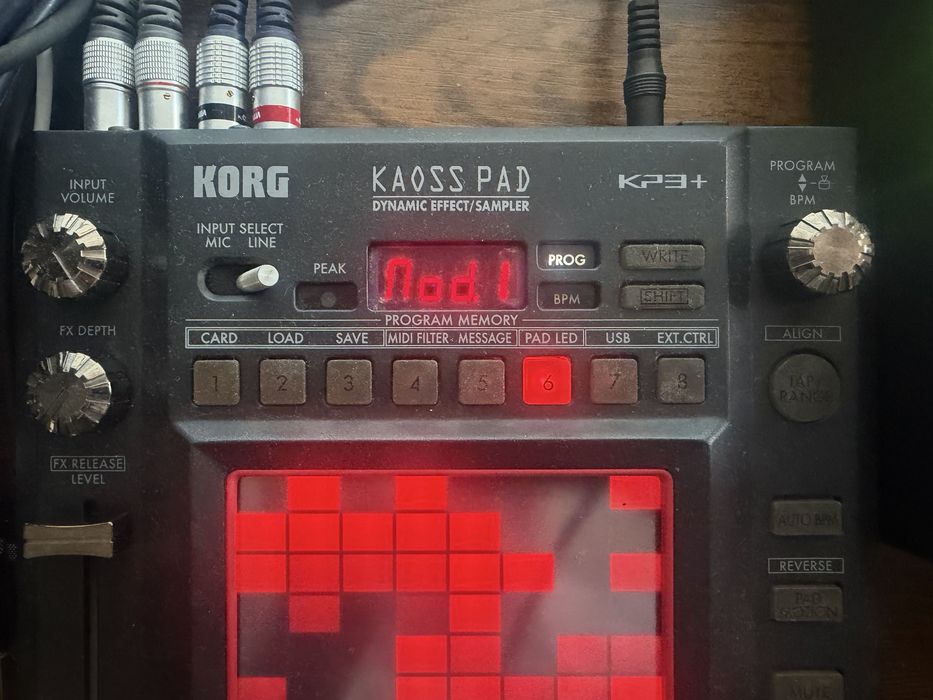 KORG
KAOSS PAD
DYNAMIC EFFECT/SAMPLER
KP3+
PROGRAM
BPM
INPUT
VOLUME
INPUT SELECT
MIC LINE
PEAK
Mod.1
PROG
BPM
WRITE
SHIFT
PROGRAM MEMORY
CARD LOAD SAVE MIDI FILTER MESSAGE PAD LED USB EXT.CTRL
1 2 3 4 5 6 7 8
FX DEPTH
ALIGN
TAP/
RANGE
FX RELEASE
LEVEL
AUTO BPM
REVERSE
PAD
MOTION
MUTE